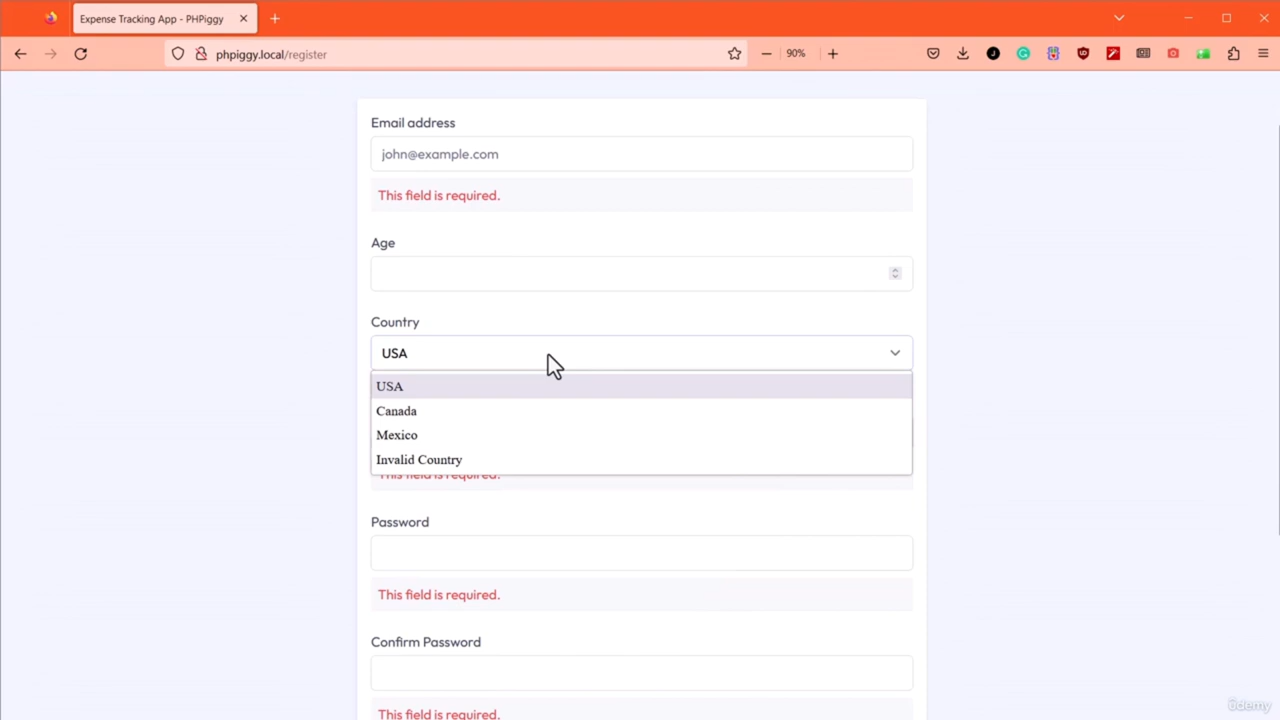 Expense Tracking App - PHPiggy
phpiggy.local/register
90%
Email address
john@example.com
This field is required.
Age
Country
USA
USA
Canada
Mexico
Invalid Country
This field is required.
Password
This field is required.
Confirm Password
This field is required.
ûdemy